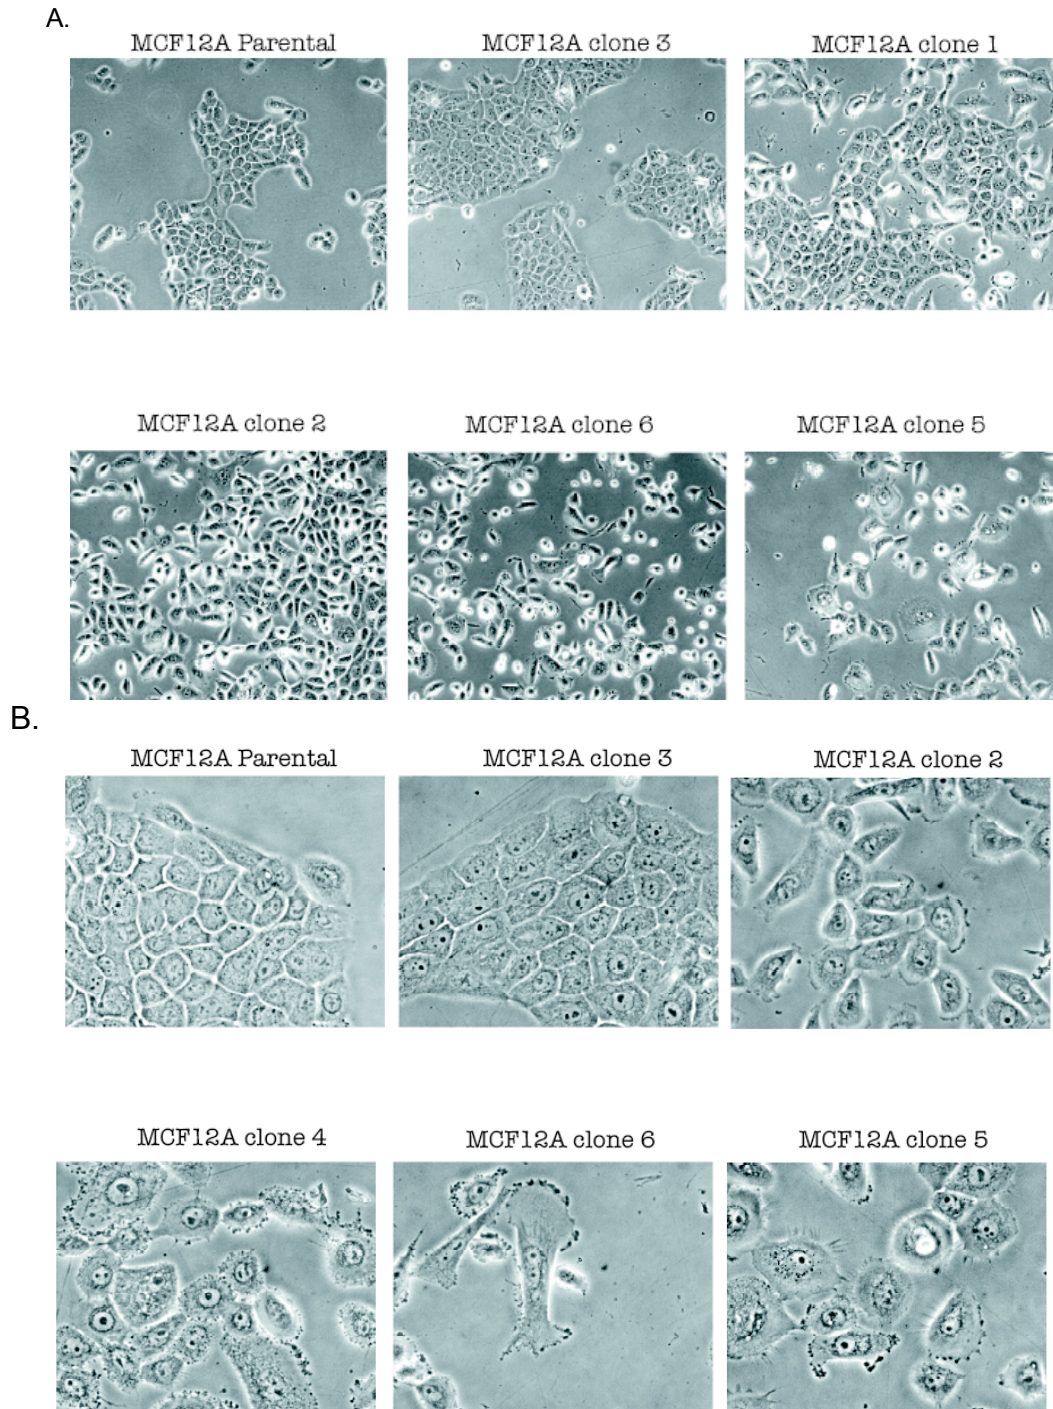 A.
MCF12A Parental
MCF12A clone 3
MCF12A clone 1
MCF12A clone 2
MCF12A clone 6
MCF12A clone 5
B.
MCF12A Parental
MCF12A clone 3
MCF12A clone 2
MCF12A clone 4
MCF12A clone 6
MCF12A clone 5